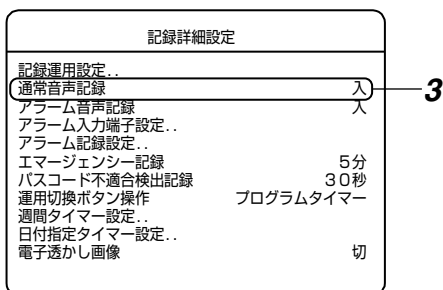 記録詳細設定
記録運用設定..
通常音声記録 入 3
アラーム音声記録 入
アラーム入力端子設定..
アラーム記録設定..
エマージェンシー記録 5分
パスコード不適合検出記録 30秒
運用切換ボタン操作 プログラムタイマー
週間タイマー設定..
日付指定タイマー設定..
電子透かし画像 切